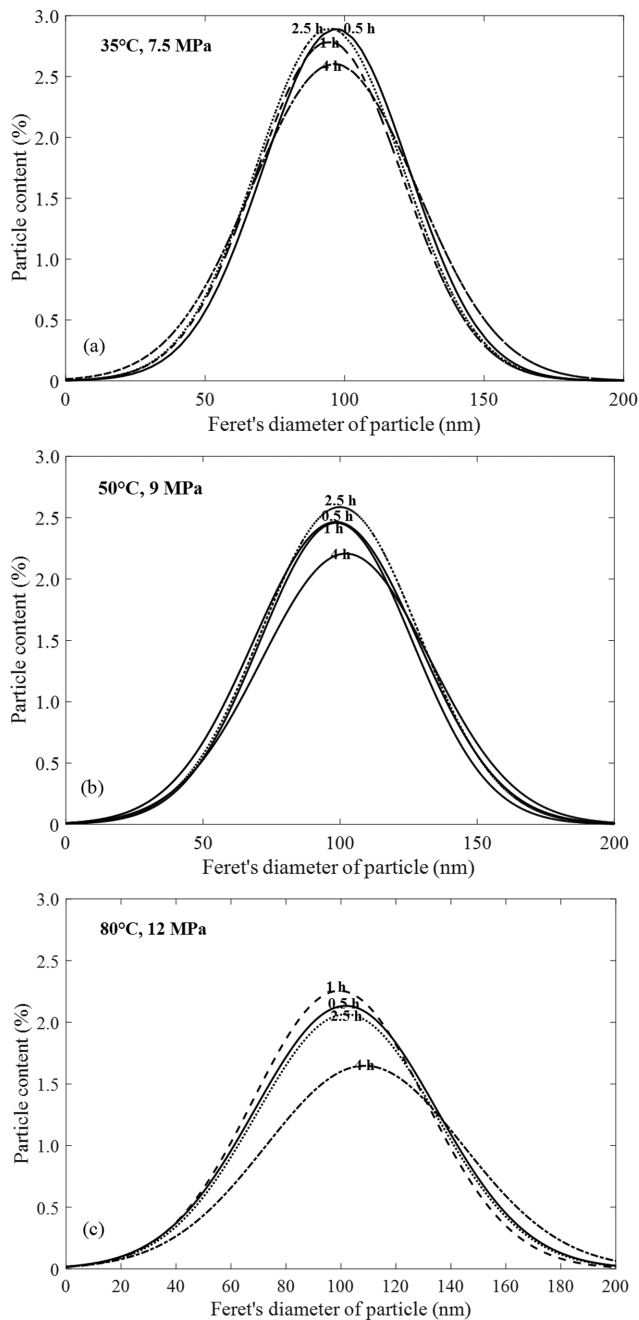 3.0
35°C, 7.5 MPa
2.5 h
0.5 h
1 h
4 h
2.5
2.0
1.5
1.0
0.5
0
Particle content (%)
(a)
0 50 100 150 200
Feret's diameter of particle (nm)
3.0
50°C, 9 MPa
2.5 h
0.5 h
1 h
4 h
2.5
2.0
1.5
1.0
0.5
0
Particle content (%)
(b)
0 50 100 150 200
Feret's diameter of particle (nm)
3.0
80°C, 12 MPa
1 h
0.5 h
2.5 h
4 h
2.5
2.0
1.5
1.0
0.5
0
Particle content (%)
(c)
0 20 40 60 80 100 120 140 160 180 200
Feret's diameter of particle (nm)